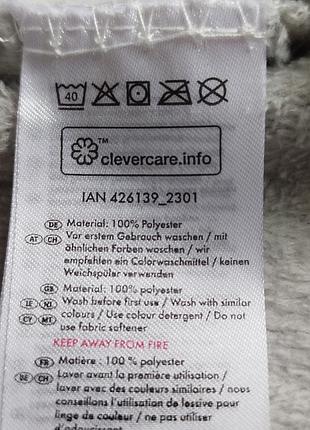 40
™
clevercare.info
IAN 426139_2301
DE Material: 100% Polyester
AT CH Vor erstem Gebrauch waschen / mit
ähnlichen Farben waschen / wir
empfehlen ein Colorwaschmittel / keinen
Weichspüler verwenden
GB Material: 100% polyester
IE NI Wash before first use / Wash with similar
CY MT colours / Use colour detergent / Do not
use fabric softener
KEEP AWAY FROM FIRE
FR Matière : 100 % polyester
BE CH Laver avant la première utilisation /
laver avec des couleurs similaires / nous
conseillons l'utilisation de lessive pour
linge de couleur / ne pas utiliser
d'adoucissant